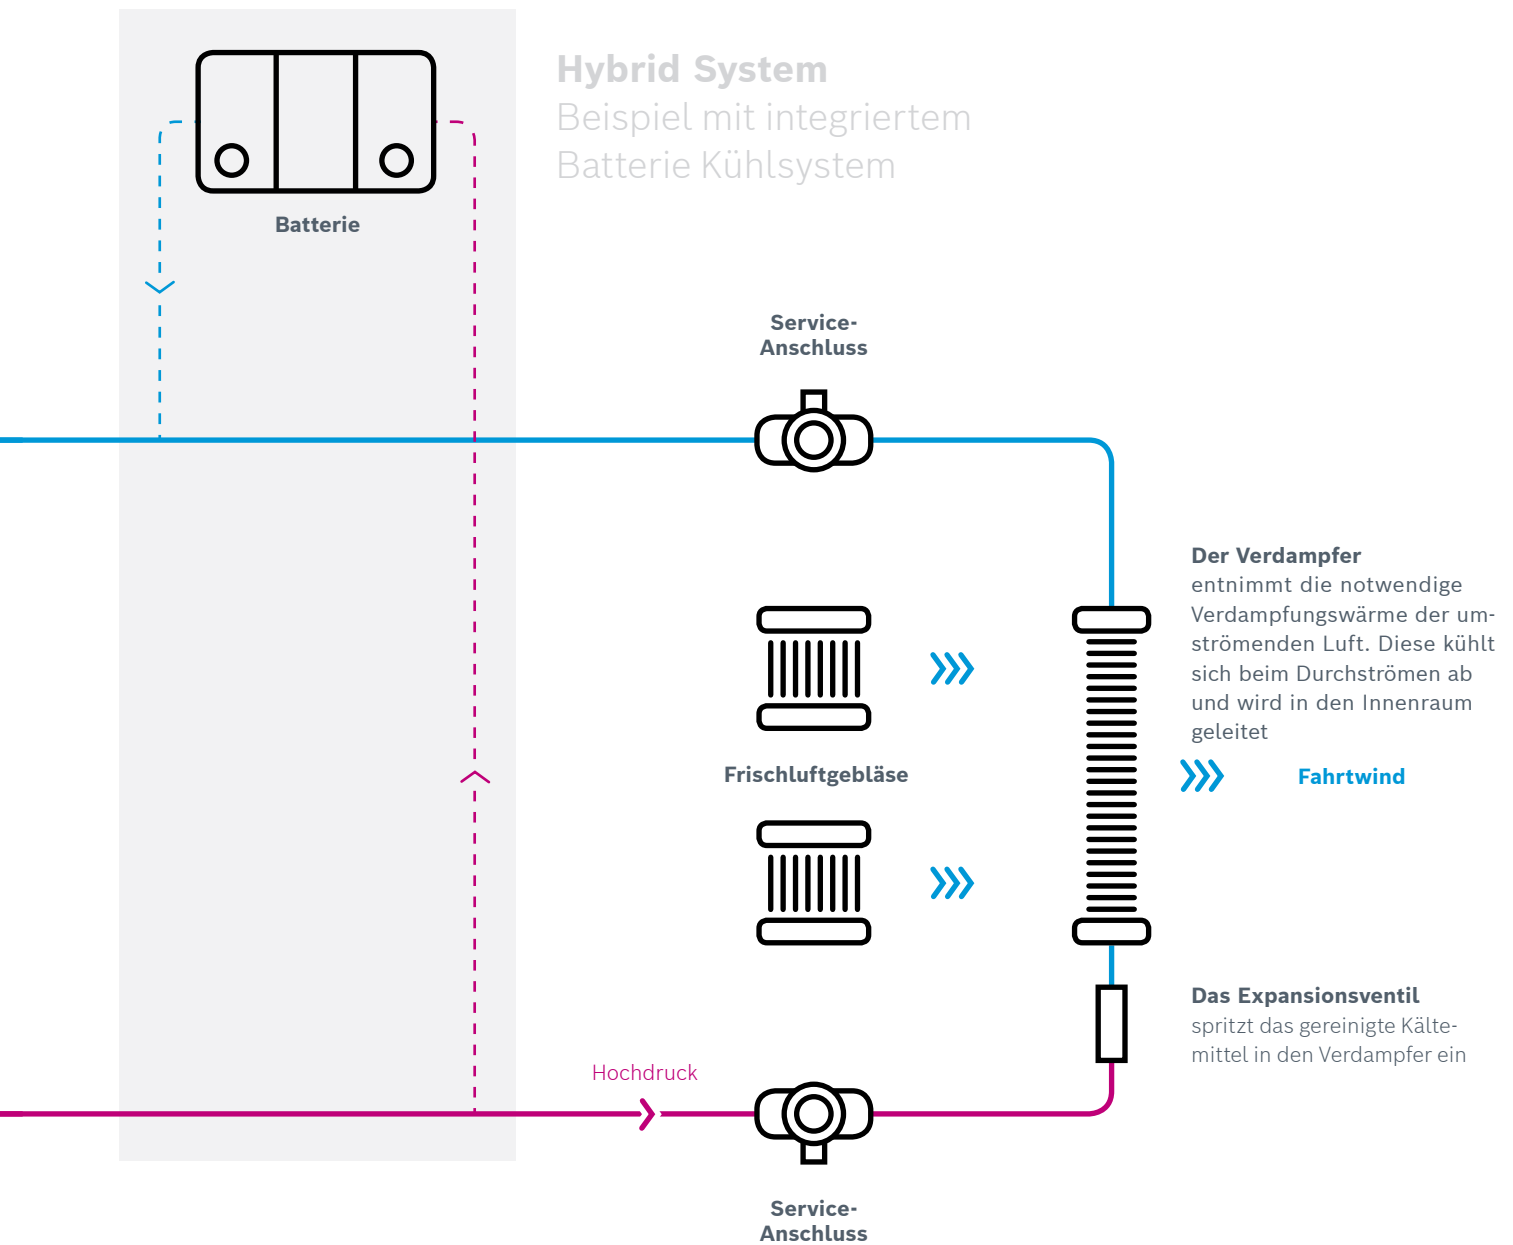 Hybrid System
Beispiel mit integriertem
Batterie Kühlsystem
Batterie
Service-
Anschluss
Der Verdampfer
entnimmt die notwendige
Verdampfungswärme der um-
strömenden Luft. Diese kühlt
sich beim Durchströmen ab
und wird in den Innenraum
geleitet
Frischluftgebläse
Fahrtwind
Das Expansionsventil
spritzt das gereinigte Kälte-
mittel in den Verdampfer ein
Hochdruck
Service-
Anschluss